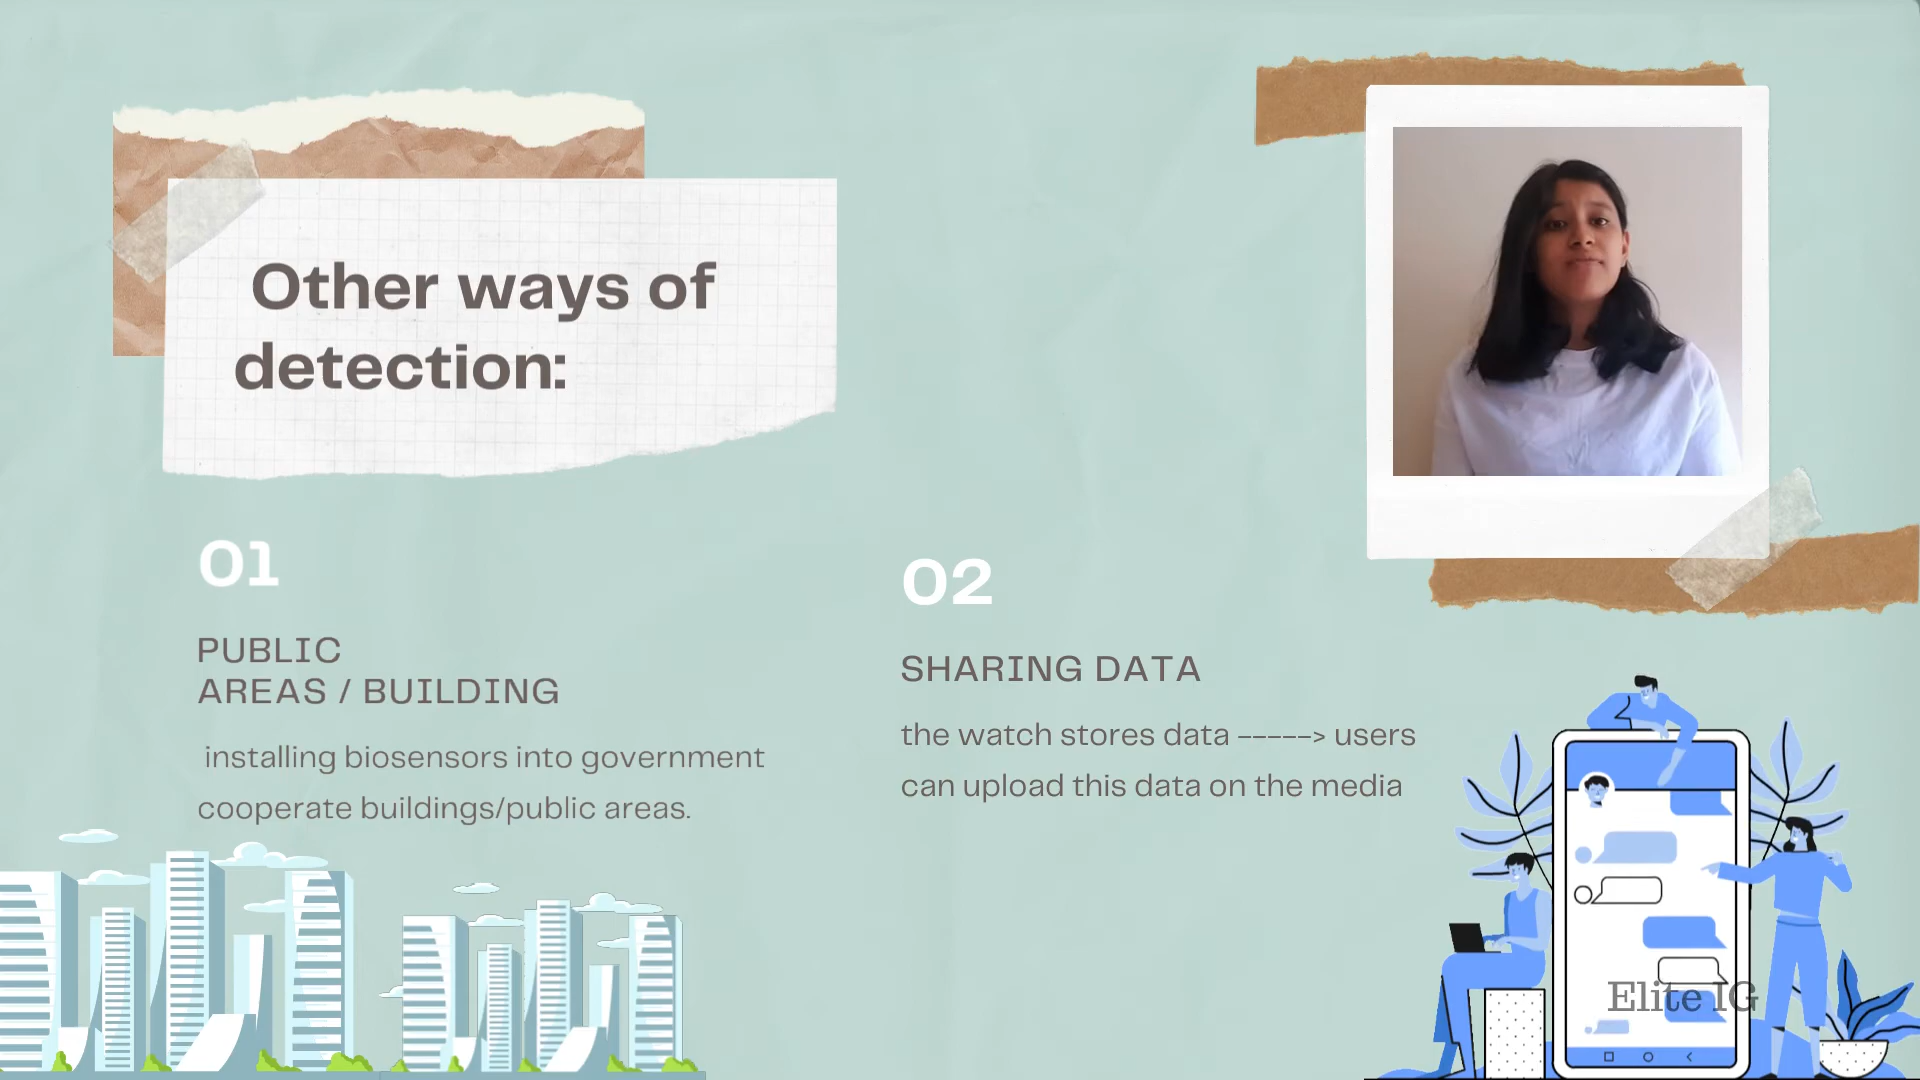 Other ways of
detection:
01
PUBLIC
AREAS / BUILDING
installing biosensors into government
cooperate buildings/public areas.
02
SHARING DATA
the watch stores data -----> users
can upload this data on the media
Elite IG